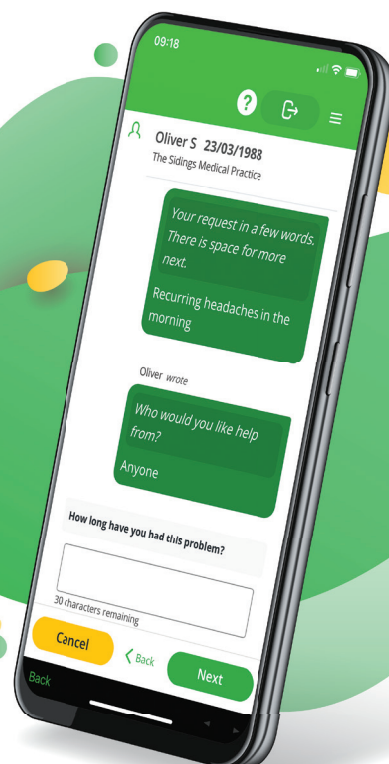 09:18
?
Oliver S 23/03/1988
The Sidings Medical Practice
Your request in a few words.
There is space for more
next.
Recurring headaches in the
morning
Oliver wrote
Who would you like help
from?
Anyone
How long have you had this problem?
30 characters remaining
Cancel
Back
Next
Back